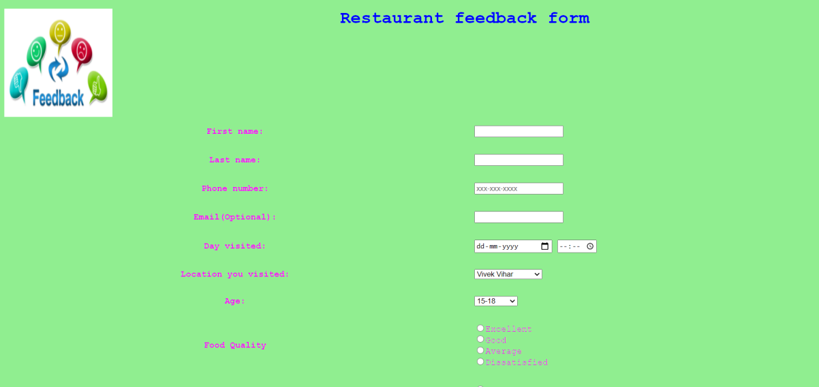 Restaurant feedback form
Feedback
First name:
Last name:
Phone number: xxx-xxx-xxxx
Email(Optional):
Day visited: dd-mm-yyyy --:--
Location you visited: Vivek Vihar
Age: 15-18
Food Quality
Excellent
Good
Average
Dissatisfied